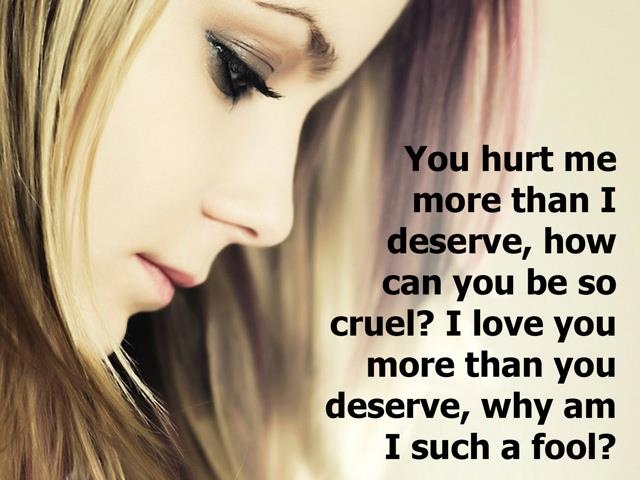 You hurt me
more than I
deserve, how
can you be so
cruel? I love you
more than you
deserve, why am
I such a fool?